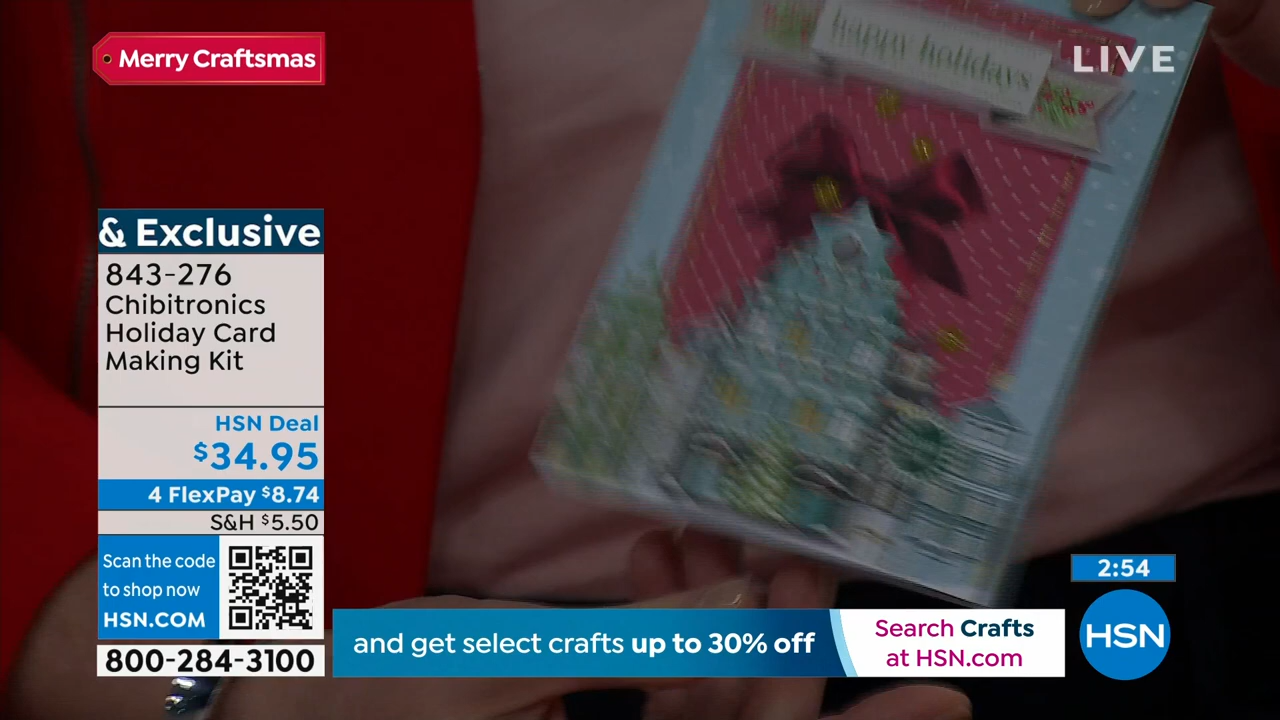 Merry Craftsmas
LIVE
happy holidays
& Exclusive
843-276
Chibitronics
Holiday Card
Making Kit
HSN Deal
$34.95
4 FlexPay $8.74
S&H $5.50
Scan the code
to shop now
HSN.COM
800-284-3100
and get select crafts up to 30% off
Search Crafts
at HSN.com
2:54
HSN